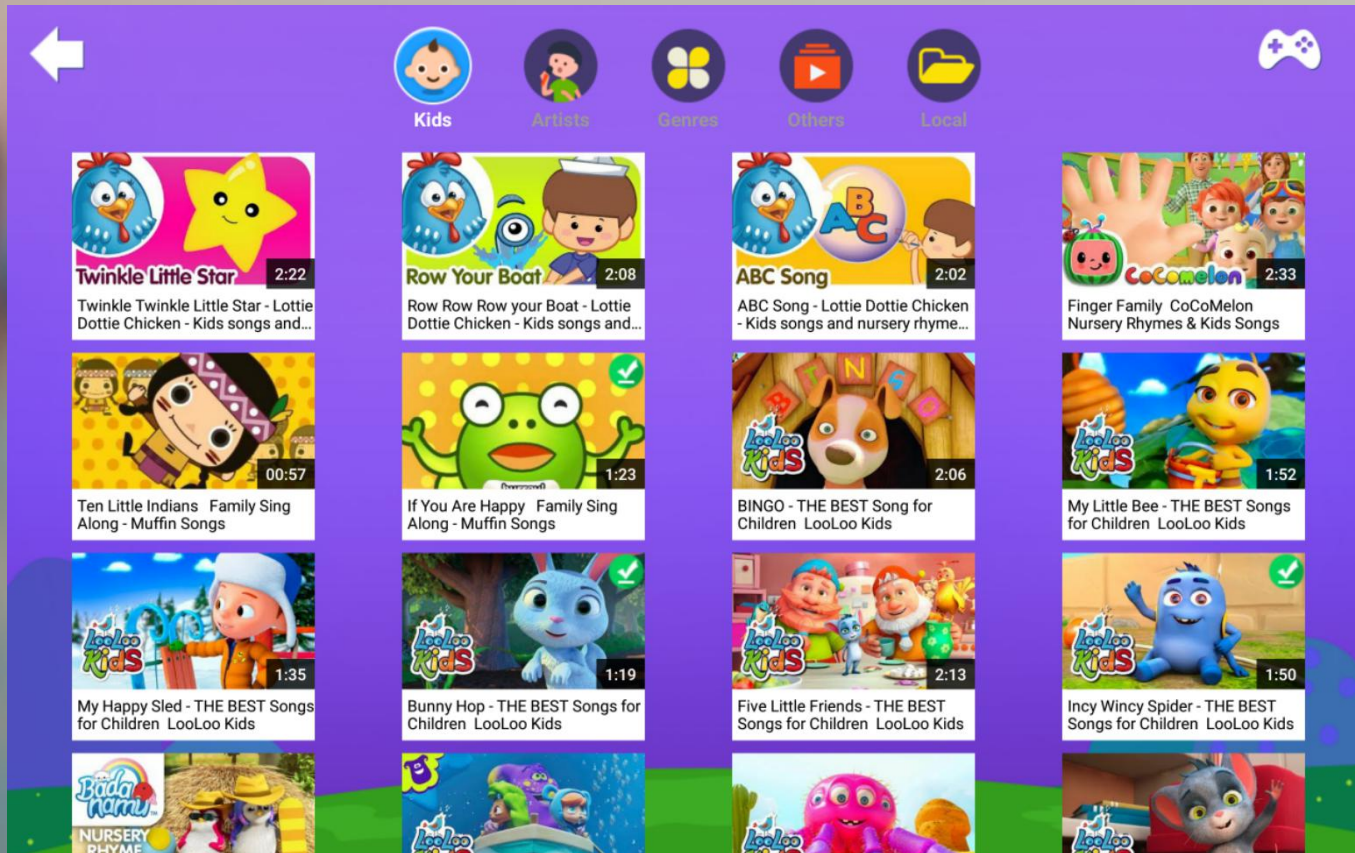 Kids
Artists
Genres
Others
Local
Twinkle Little Star
2:22
Twinkle Twinkle Little Star - Lottie
Dottie Chicken - Kids songs and...
Row Your Boat
2:08
Row Row Row your Boat - Lottie
Dottie Chicken - Kids songs and...
ABC
ABC Song
2:02
ABC Song - Lottie Dottie Chicken
- Kids songs and nursery rhyme...
CoComelon
2:33
Finger Family CoCoMelon
Nursery Rhymes & Kids Songs
00:57
Ten Little Indians Family Sing
Along - Muffin Songs
1:23
If You Are Happy Family Sing
Along - Muffin Songs
BINGO
LooLoo
KidS
2:06
BINGO - THE BEST Song for
Children LooLoo Kids
LooLoo
KidS
1:52
My Little Bee - THE BEST Songs
for Children LooLoo Kids
LooLoo
KidS
1:35
My Happy Sled - THE BEST Songs
for Children LooLoo Kids
LooLoo
KidS
1:19
Bunny Hop - THE BEST Songs for
Children LooLoo Kids
LooLoo
KidS
2:13
Five Little Friends - THE BEST
Songs for Children LooLoo Kids
LooLoo
KidS
1:50
Incy Wincy Spider - THE BEST
Songs for Children LooLoo Kids
Bada
namu
NURSERY
RHYME
LooLoo
LooLoo
LooLoo